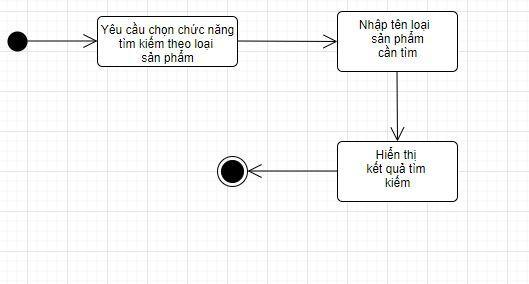 Yêu cầu chọn chức năng
tìm kiếm theo loại
sản phẩm
Nhập tên loại
sản phẩm
cần tìm
Hiển thị
kết quả tìm
kiếm